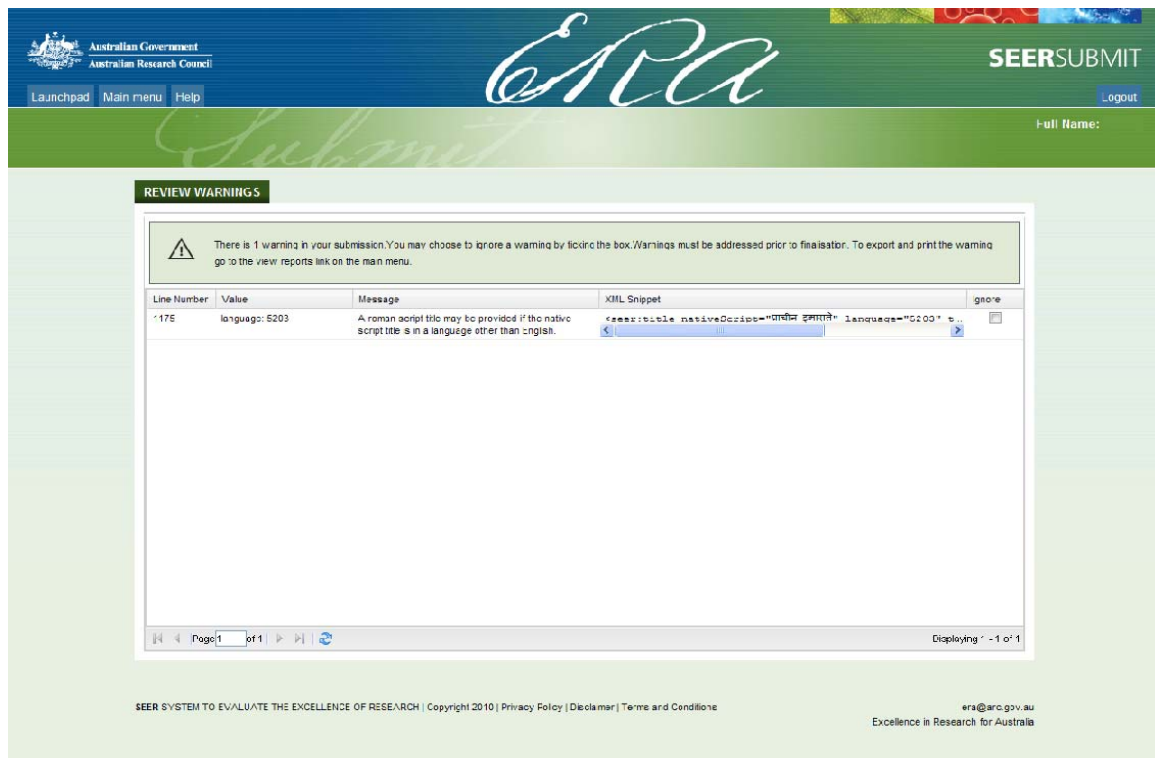 Australian Government
Australian Research Council
ERA
SEERSUBMIT
Launchpad Main menu Help
Logout
Submit
Full Name:
REVIEW WARNINGS
There is 1 warning in your submission.You may choose to ignore a warning by ticking the box.Warnings must be addressed prior to finalisation. To export and print the warning
go to the view reports link on the main menu.
Line Number Value Message XML Snippet Ignore
1175 language: 5203 A roman script title may be provided if the native <seer:title nativeScript="प्राचीन इमारते" language="5203" t...
script title is in a language other than English.
Page 1 of 1
Displaying 1 - 1 of 1
SEER SYSTEM TO EVALUATE THE EXCELLENCE OF RESEARCH | Copyright 2010 | Privacy Policy | Disclaimer | Terms and Conditions
era@arc.gov.au
Excellence in Research for Australia